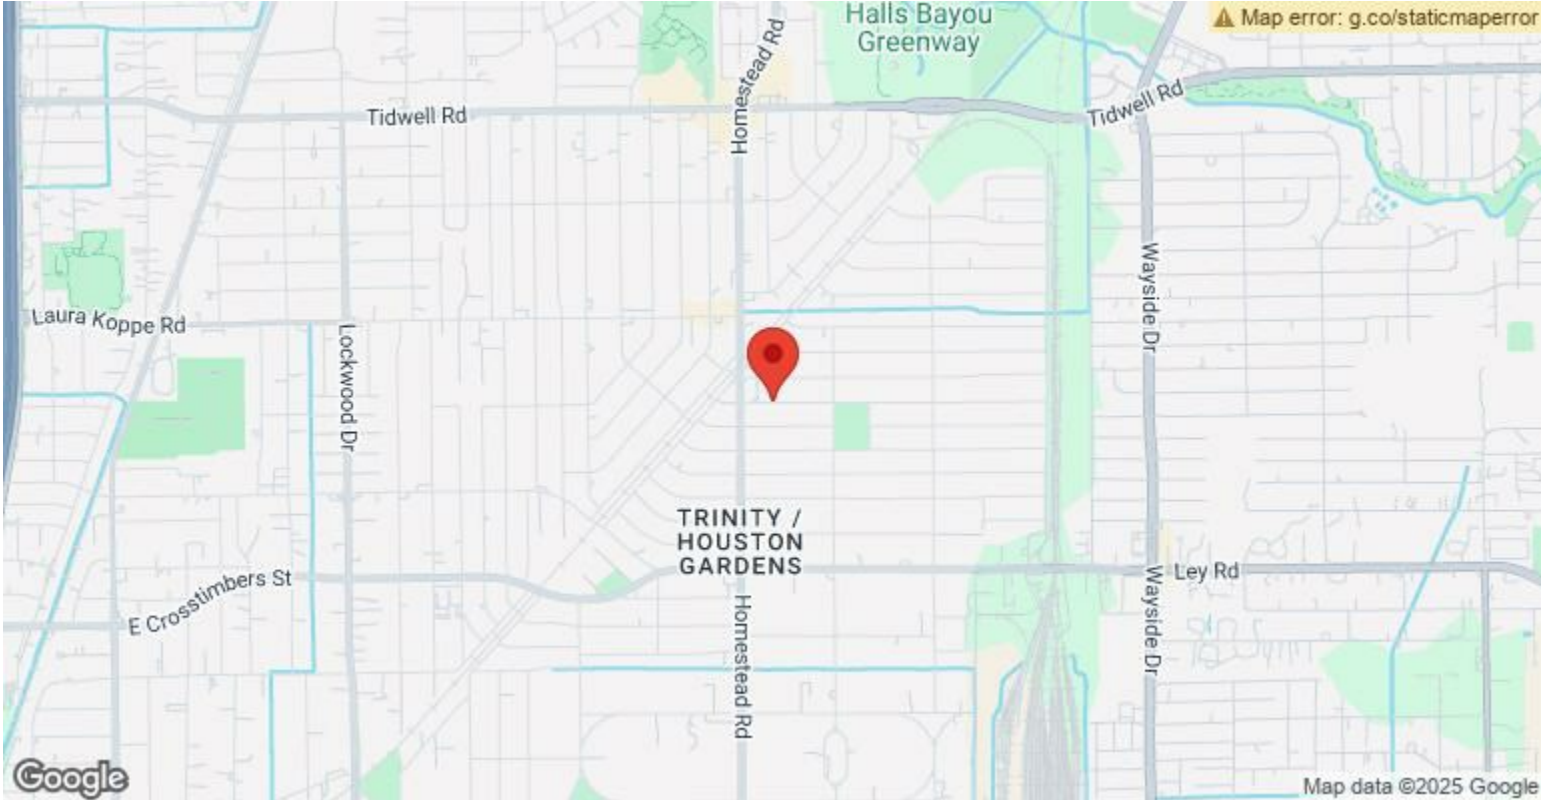 Halls Bayou
Greenway
Map error: g.co/staticmaperror
Homestead Rd
Tidwell Rd
Tidwell Rd
Wayside Dr
Laura Koppe Rd
Lockwood Dr
TRINITY /
HOUSTON
GARDENS
E Crosstimbers St
Ley Rd
Homestead Rd
Wayside Dr
Google
Map data ©2025 Google